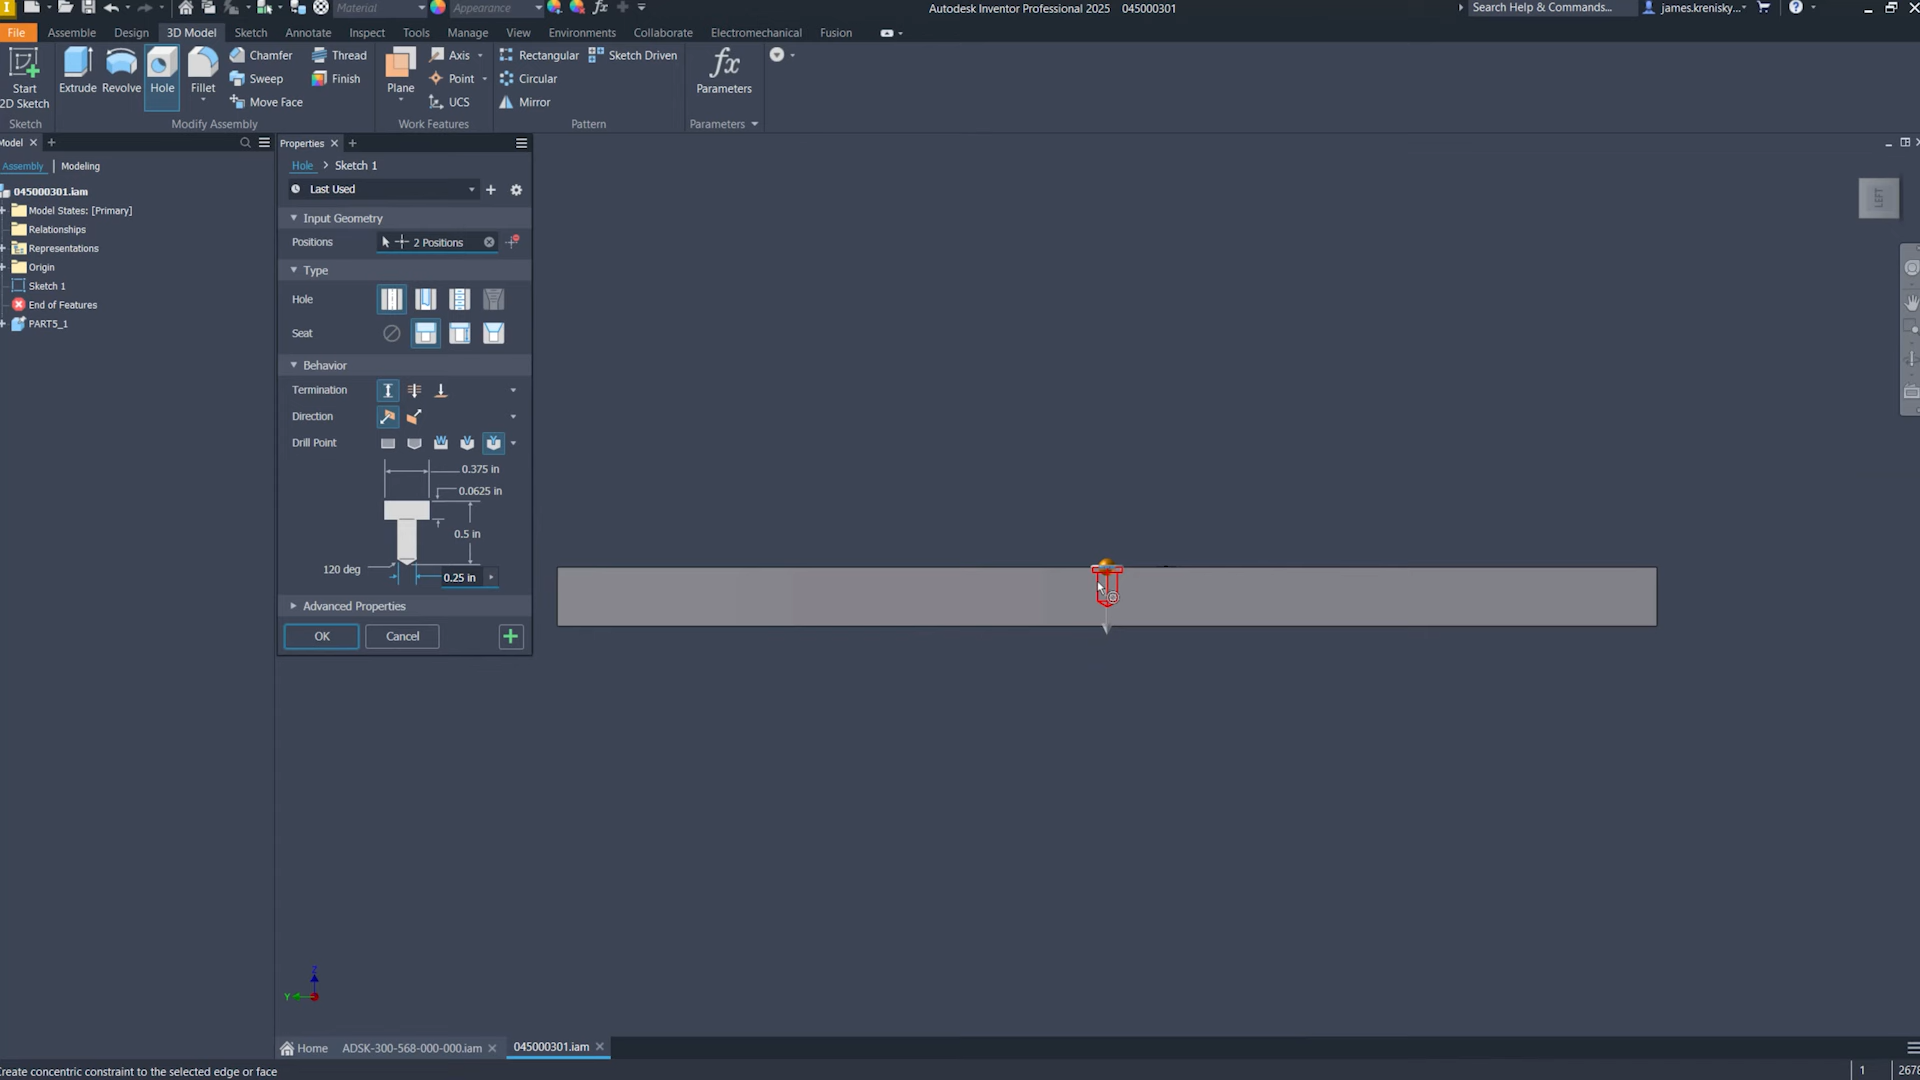 Material
Appearance
fx
Autodesk Inventor Professional 2025 045000301
Search Help & Commands...
james.krenisky...
File Assemble Design 3D Model Sketch Annotate Inspect Tools Manage View Environments Collaborate Electromechanical Fusion
Start
2D Sketch
Extrude
Revolve
Hole
Fillet
Chamfer
Sweep
Move Face
Thread
Finish
Plane
Axis
Point
UCS
Rectangular
Circular
Mirror
Sketch Driven
fx
Parameters
Sketch
Modify Assembly
Work Features
Pattern
Parameters
Model
Assembly | Modeling
045000301.iam
Model States: [Primary]
Relationships
Representations
Origin
Sketch 1
End of Features
PART5_1
Properties
Hole > Sketch 1
Last Used
Input Geometry
Positions 2 Positions
Type
Hole
Seat
Behavior
Termination
Direction
Drill Point
0.375 in
0.0625 in
0.5 in
120 deg
0.25 in
Advanced Properties
OK Cancel
LEFT
Z
Y
Home ADSK-300-568-000-000.iam 045000301.iam
reate concentric constraint to the selected edge or face
1 2678